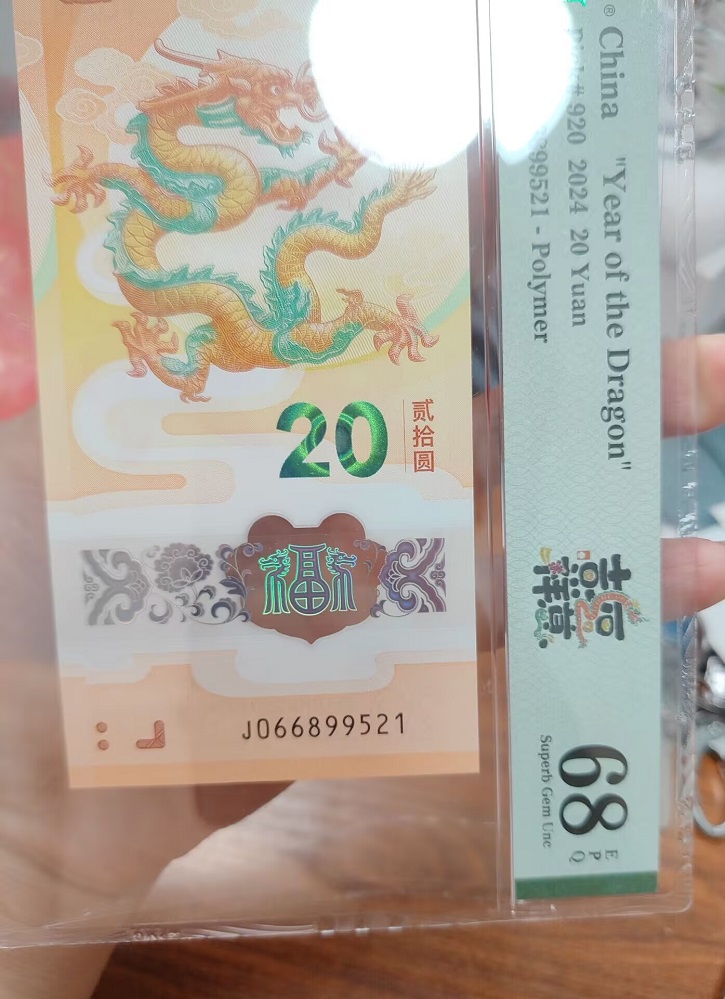 20
贰拾圆
福
J066899521
® China "Year of the Dragon"
# 920 2024 20 Yuan
99521 - Polymer
68
EPQ
Superb Gem Unc